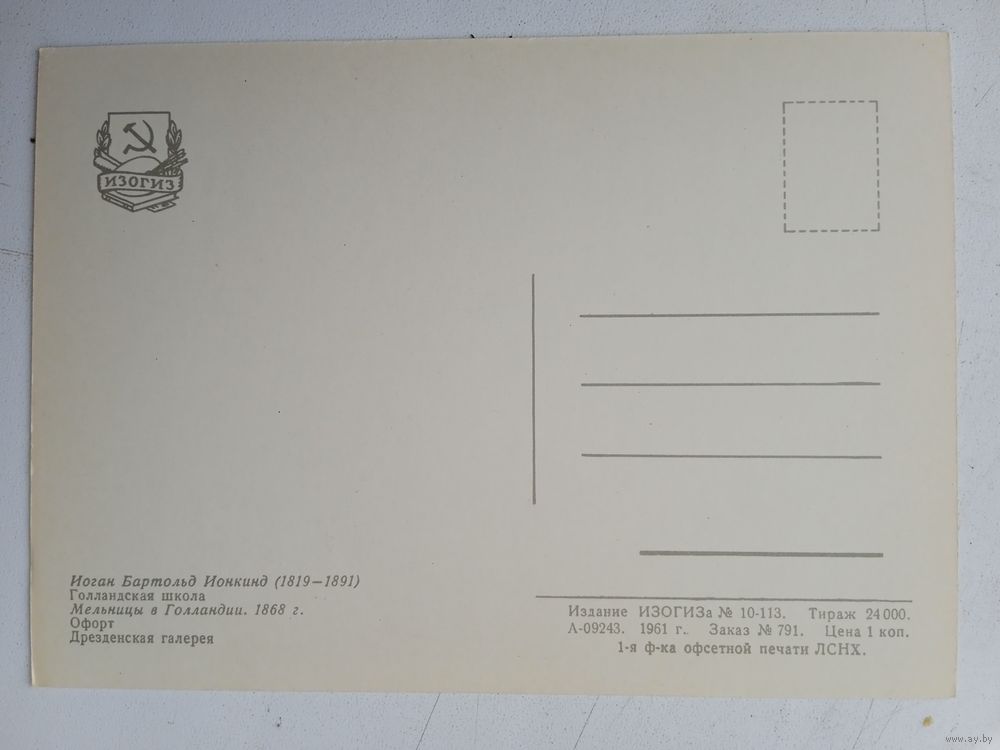 ИЗОГИЗ
Иоган Бартольд Ионкинд (1819—1891)
Голландская школа
Мельницы в Голландии. 1868 г.
Офорт
Дрезденская галерея
Издание ИЗОГИЗа № 10-113. Тираж 24 000.
А-09243. 1961 г. Заказ № 791. Цена 1 коп.
1-я ф-ка офсетной печати ЛСНХ.
www.ay.by